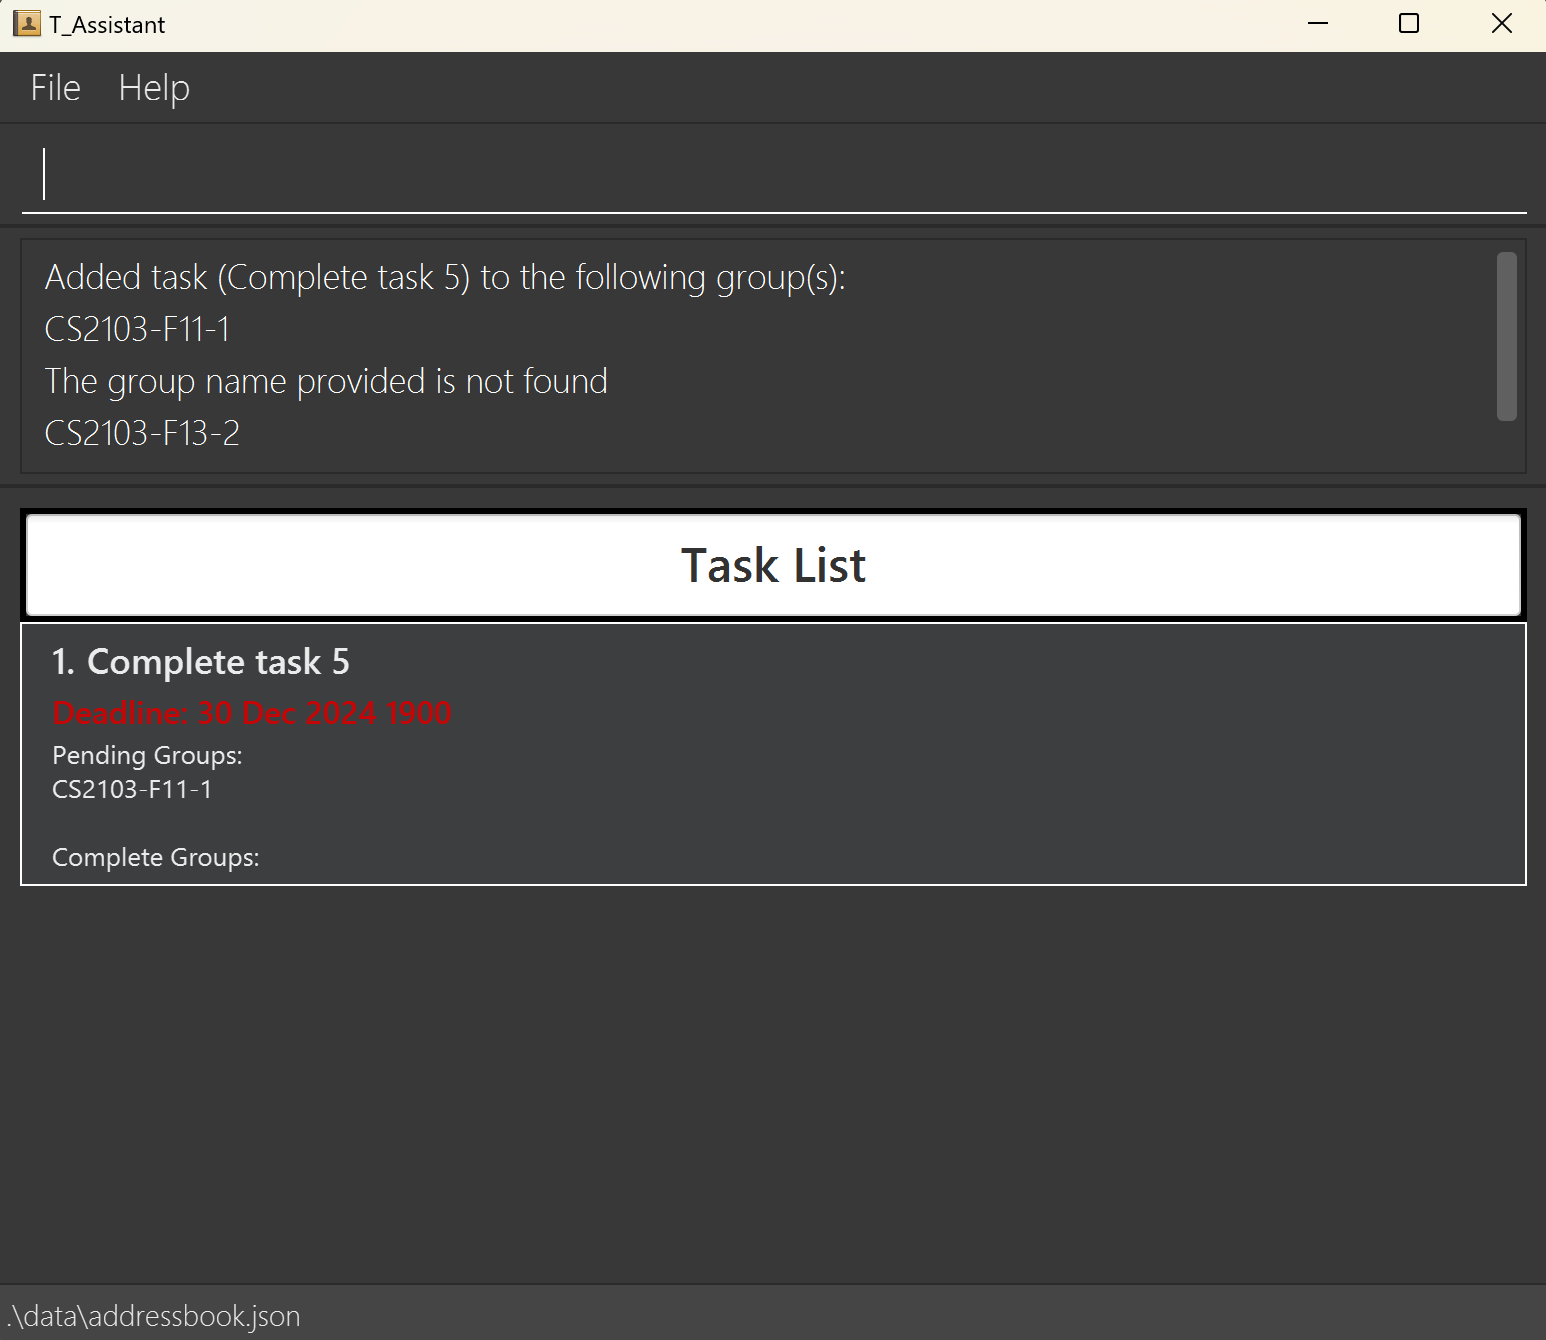 T_Assistant
File Help
Added task (Complete task 5) to the following group(s):
CS2103-F11-1
The group name provided is not found
CS2103-F13-2
Task List
1. Complete task 5
Deadline: 30 Dec 2024 1900
Pending Groups:
CS2103-F11-1
Complete Groups:
.\data\addressbook.json